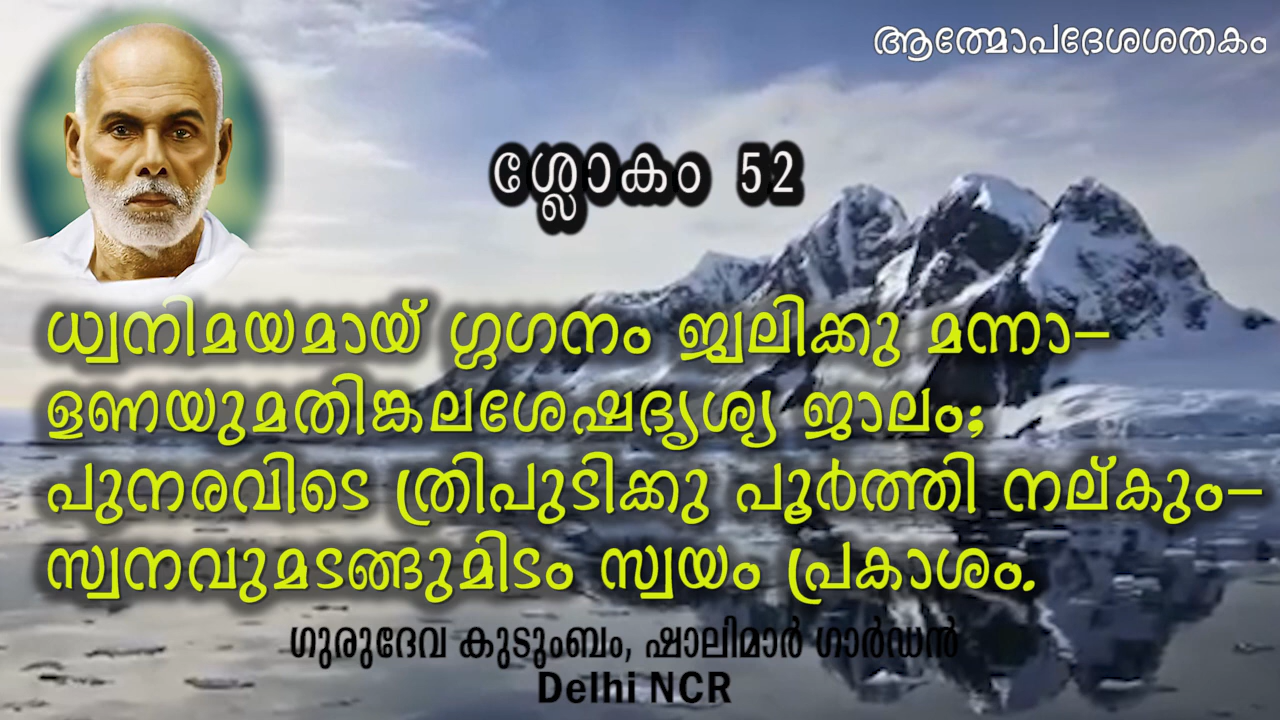 ആത്മോപദേശശതകം
ശ്ലോകം 52
ധ്വനിമയമായ് ഗ്ഗഗനം ജ്വലിക്കു മന്നാ-
ളണയുമതിങ്കലശേഷദൃശ്യ ജാലം;
പുനരവിടെ ത്രിപുടിക്കു പൂർത്തി നല്കും-
സ്വനവുമടങ്ങുമിടം സ്വയം പ്രകാശം.
ഗുരുദേവ കുടുംബം, ഷാലിമാർ ഗാർഡൻ
Delhi NCR